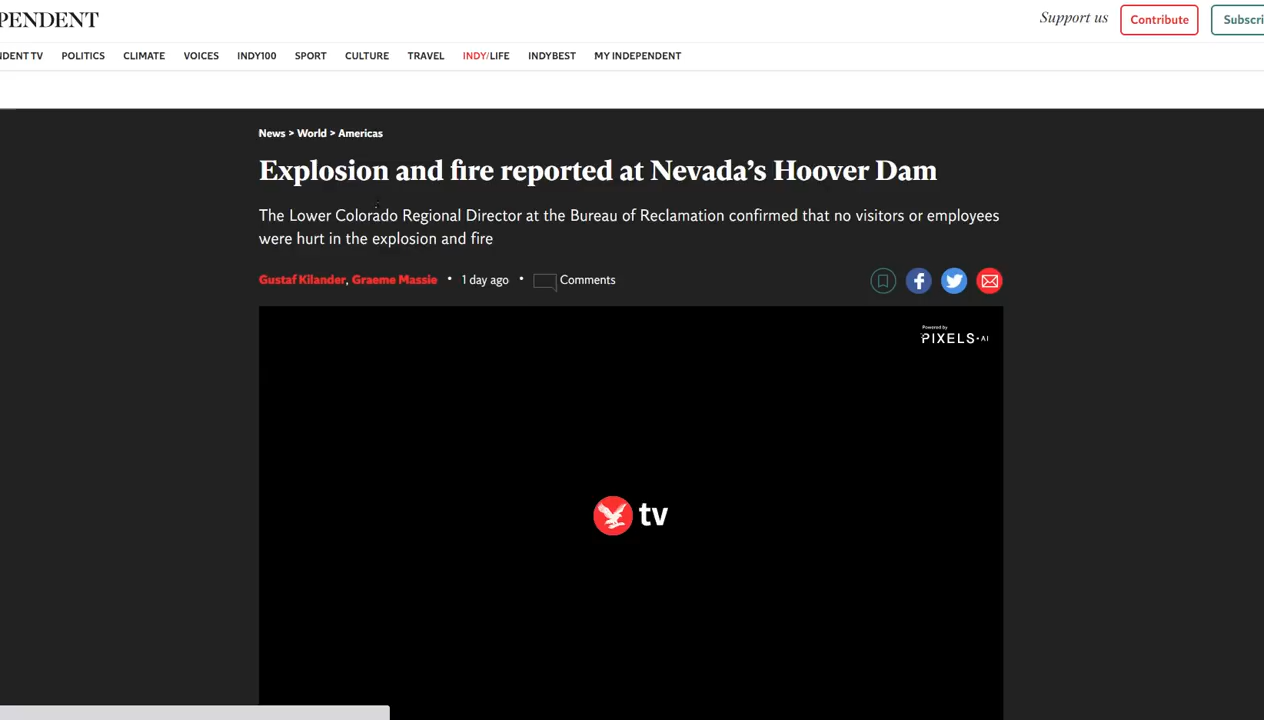 PENDENT
Support us
Contribute
Subscri
DENT TV POLITICS CLIMATE VOICES INDY100 SPORT CULTURE TRAVEL INDY/LIFE INDYBEST MY INDEPENDENT
News > World > Americas
Explosion and fire reported at Nevada's Hoover Dam
The Lower Colorado Regional Director at the Bureau of Reclamation confirmed that no visitors or employees
were hurt in the explosion and fire
Gustaf Kilander, Graeme Massie • 1 day ago • Comments
Powered by
PIXELS.AI
tv